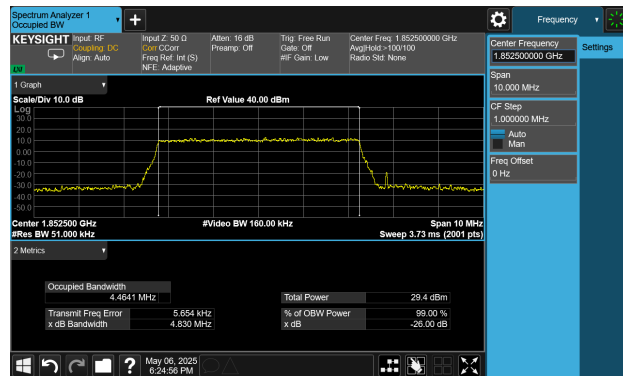 Spectrum Analyzer 1
Occupied BW
Frequency
KEYSIGHT
Input: RF
Coupling: DC
Align: Auto
Input Z: 50 Ω
Corr CCorr
Freq Ref: Int (S)
NFE: Adaptive
Atten: 16 dB
Preamp: Off
Trig: Free Run
Gate: Off
#IF Gain: Low
Center Freq: 1.852500000 GHz
Avg|Hold:>100/100
Radio Std: None
LXI
Center Frequency
1.852500000 GHz
Settings
Span
10.000 MHz
CF Step
1.000000 MHz
Auto
Man
Freq Offset
0 Hz
1 Graph
Scale/Div 10.0 dB
Ref Value 40.00 dBm
Log
30.0
20.0
10.0
0.00
-10.0
-20.0
-30.0
-40.0
-50.0
Center 1.852500 GHz
#Video BW 160.00 kHz
Span 10 MHz
#Res BW 51.000 kHz
Sweep 3.73 ms (2001 pts)
2 Metrics
Occupied Bandwidth
4.4641 MHz
Total Power
29.4 dBm
Transmit Freq Error
5.654 kHz
% of OBW Power
99.00 %
x dB Bandwidth
4.830 MHz
x dB
-26.00 dB
?
May 06, 2025
6:24:56 PM